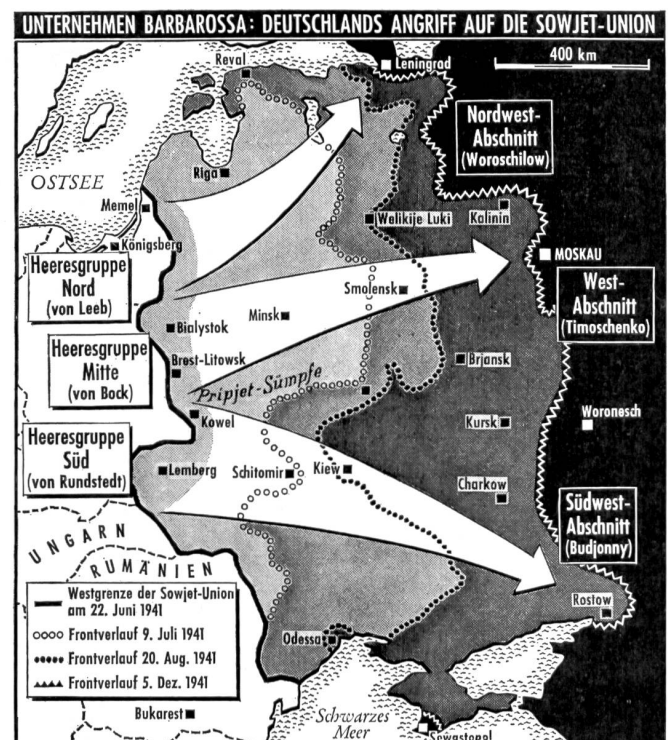 UNTERNEHMEN BARBAROSSA: DEUTSCHLANDS ANGRIFF AUF DIE SOWJET-UNION
400 km
Reval
Leningrad
Nordwest-
Abschnitt
(Woroschilow)
Riga
OSTSEE
Memel
Welikije Luki
Kalinin
Königsberg
MOSKAU
Heeresgruppe
Nord
(von Leeb)
West-
Abschnitt
(Timoschenko)
Smolensk
Minsk
Bialystok
Heeresgruppe
Mitte
(von Bock)
Brest-Litowsk
Brjansk
Pripjet-Sümpfe
Kowel
Kursk
Woronesch
Heeresgruppe
Süd
(von Rundstedt)
Lemberg
Schitomir
Kiew
Charkow
Südwest-
Abschnitt
(Budjonny)
UNGARN
RUMÄNIEN
Westgrenze der Sowjet-Union
am 22. Juni 1941
Frontverlauf 9. Juli 1941
Frontverlauf 20. Aug. 1941
Frontverlauf 5. Dez. 1941
Rostow
Odessa
Bukarest
Schwarzes
Meer
Sewastopol